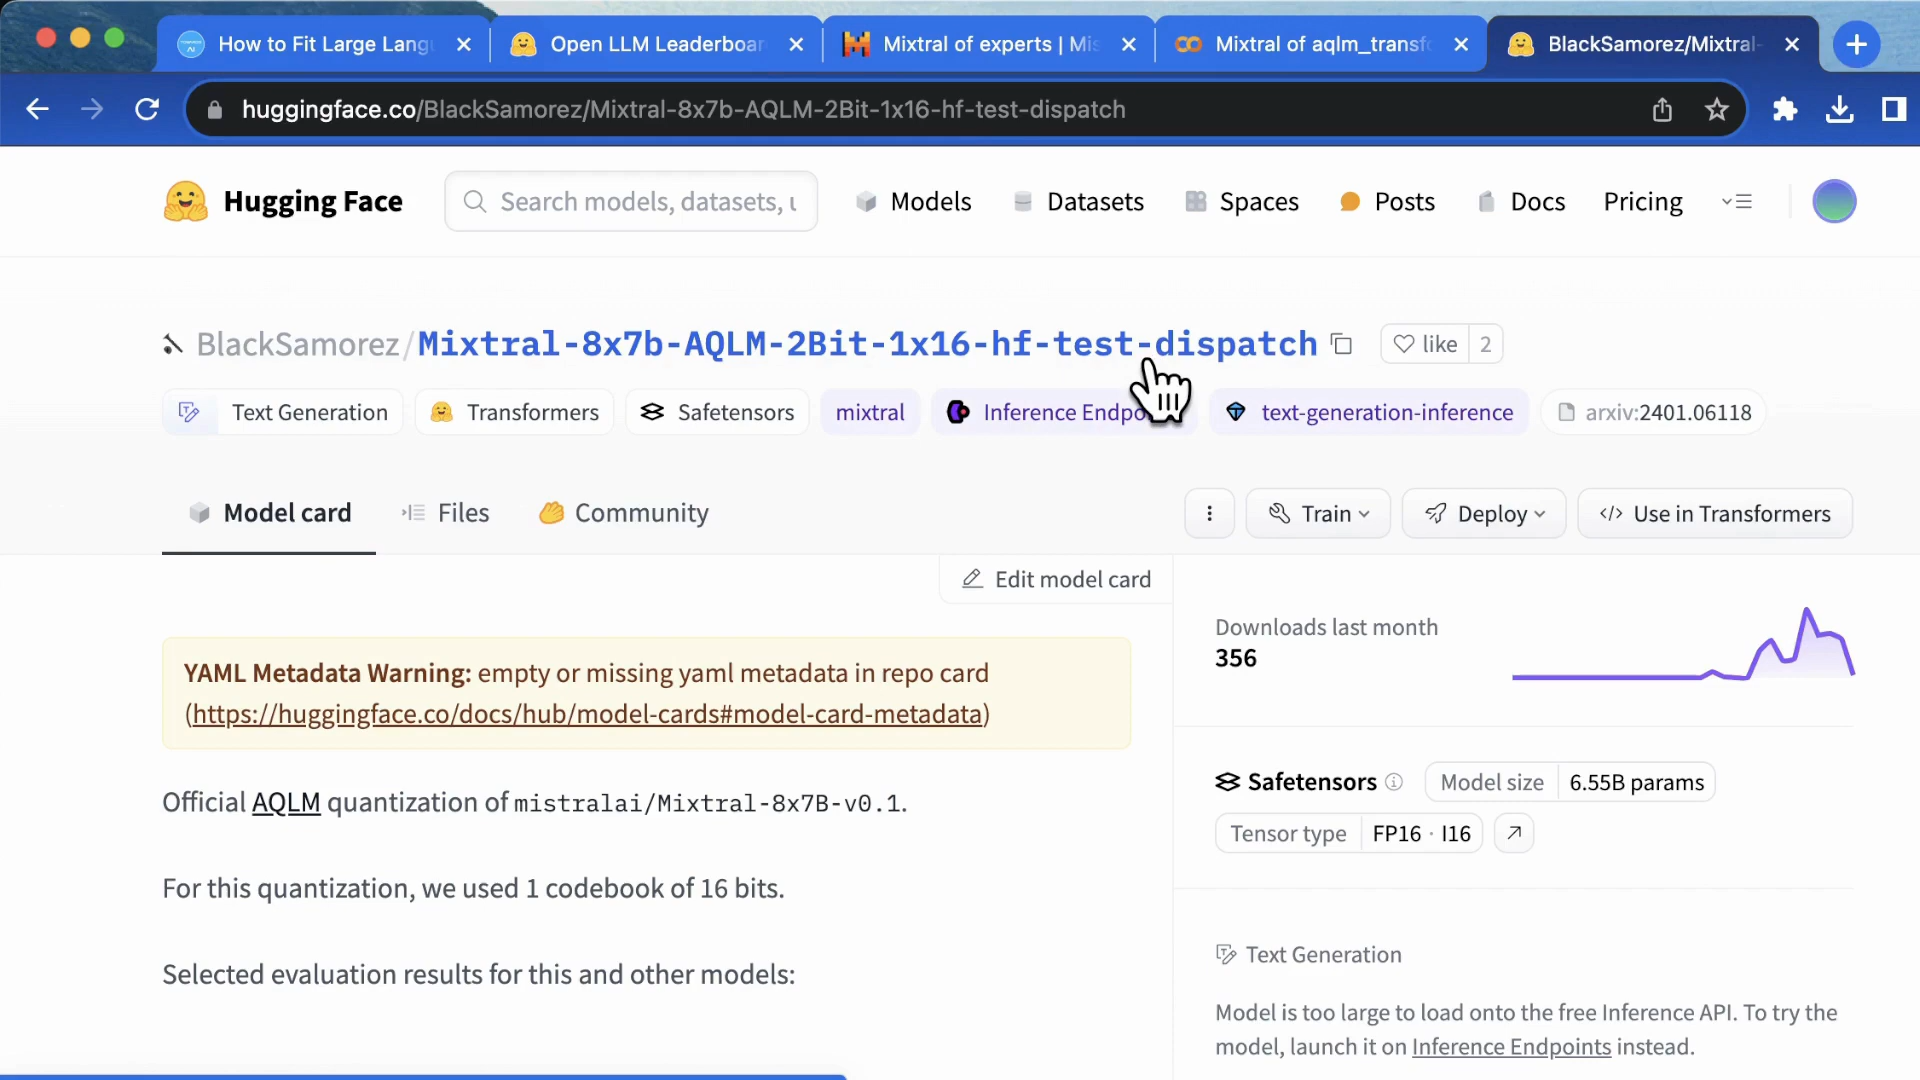 How to Fit Large Lang
Open LLM Leaderboar
Mixtral of experts | Mis
Mixtral of aqlm_transf
BlackSamorez/Mixtral-
huggingface.co/BlackSamorez/Mixtral-8x7b-AQLM-2Bit-1x16-hf-test-dispatch
Hugging Face
Search models, datasets, u
Models
Datasets
Spaces
Posts
Docs
Pricing
BlackSamorez/Mixtral-8x7b-AQLM-2Bit-1x16-hf-test-dispatch
like 2
Text Generation
Transformers
Safetensors
mixtral
Inference Endpo
text-generation-inference
arxiv:2401.06118
Model card
Files
Community
Train
Deploy
</> Use in Transformers
Edit model card
YAML Metadata Warning: empty or missing yaml metadata in repo card
(https://huggingface.co/docs/hub/model-cards#model-card-metadata)
Official AQLM quantization of mistralai/Mixtral-8x7B-v0.1.
For this quantization, we used 1 codebook of 16 bits.
Selected evaluation results for this and other models:
Downloads last month
356
Safetensors
Model size 6.55B params
Tensor type FP16 · I16
Text Generation
Model is too large to load onto the free Inference API. To try the
model, launch it on Inference Endpoints instead.